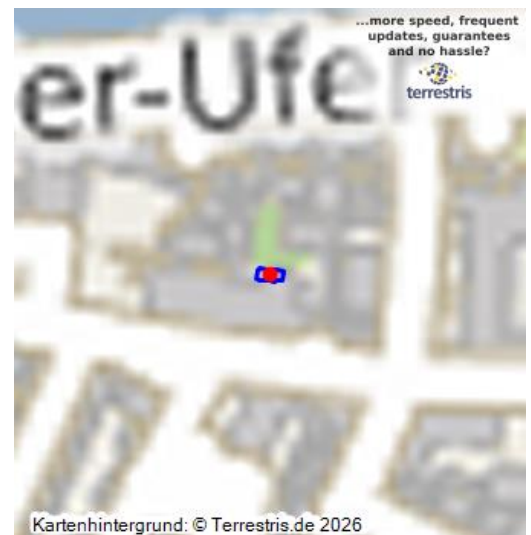 ...more speed, frequent
updates, guarantees
and no hassle?
terrestris
er-Ufe
Kartenhintergrund: © Terrestris.de 2026